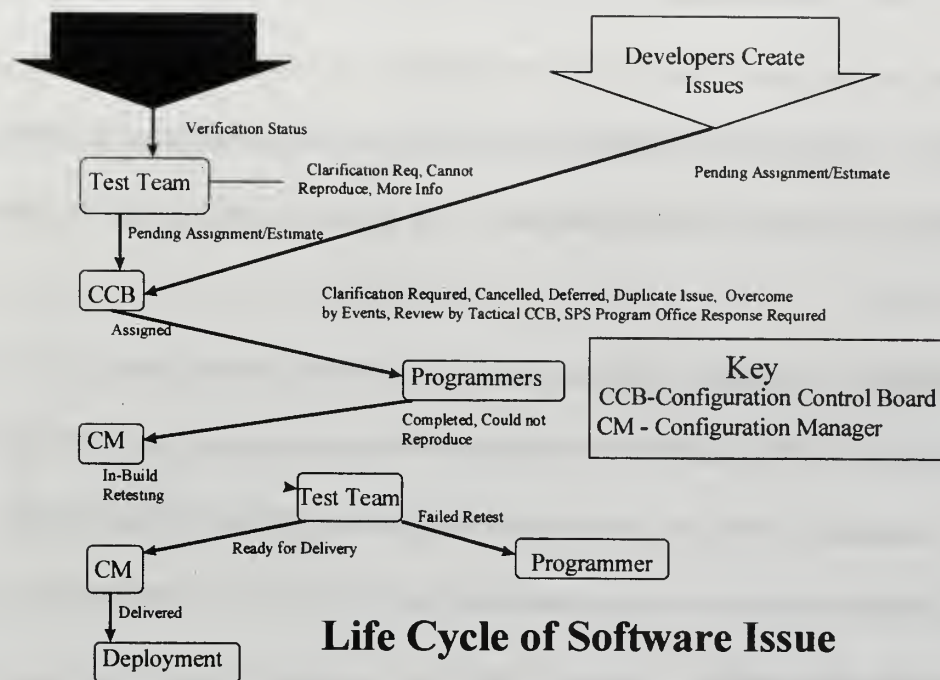 Developers Create
Issues
Verification Status
Test Team
Clarification Req, Cannot
Reproduce, More Info
Pending Assignment/Estimate
Pending Assignment/Estimate
CCB
Clarification Required, Cancelled, Deferred, Duplicate Issue, Overcome
by Events, Review by Tactical CCB, SPS Program Office Response Required
Assigned
Programmers
Key
CCB-Configuration Control Board
CM - Configuration Manager
Completed, Could not
Reproduce
CM
In-Build
Retesting
Test Team
Failed Retest
Ready for Delivery
Programmer
CM
Delivered
Deployment
Life Cycle of Software Issue